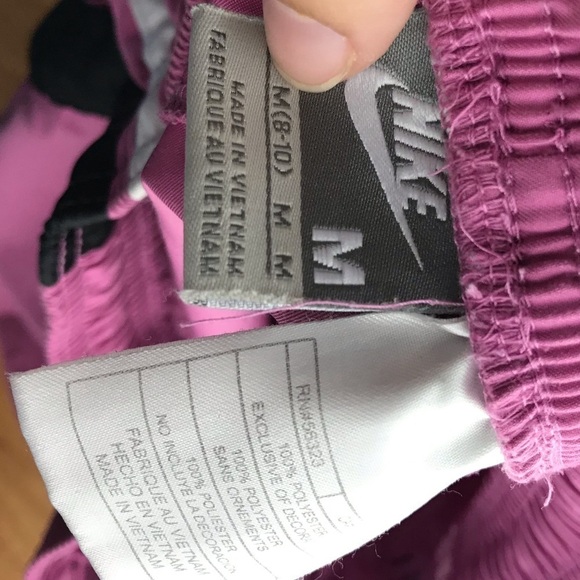 NIKE
M
M (8-10) M M
MADE IN VIETNAM
FABRIQUE AU VIETNAM
RN#56323
100% POLYESTER
EXCLUSIVE OF DECOR
100% POLYESTER
SANS ORNEMENTS
100% POLYESTER
NO INCLUYE LA DECORACIÓN
FABRIQUE AU VIETNAM
HECHO EN VIETNAM
MADE IN VIETNAM